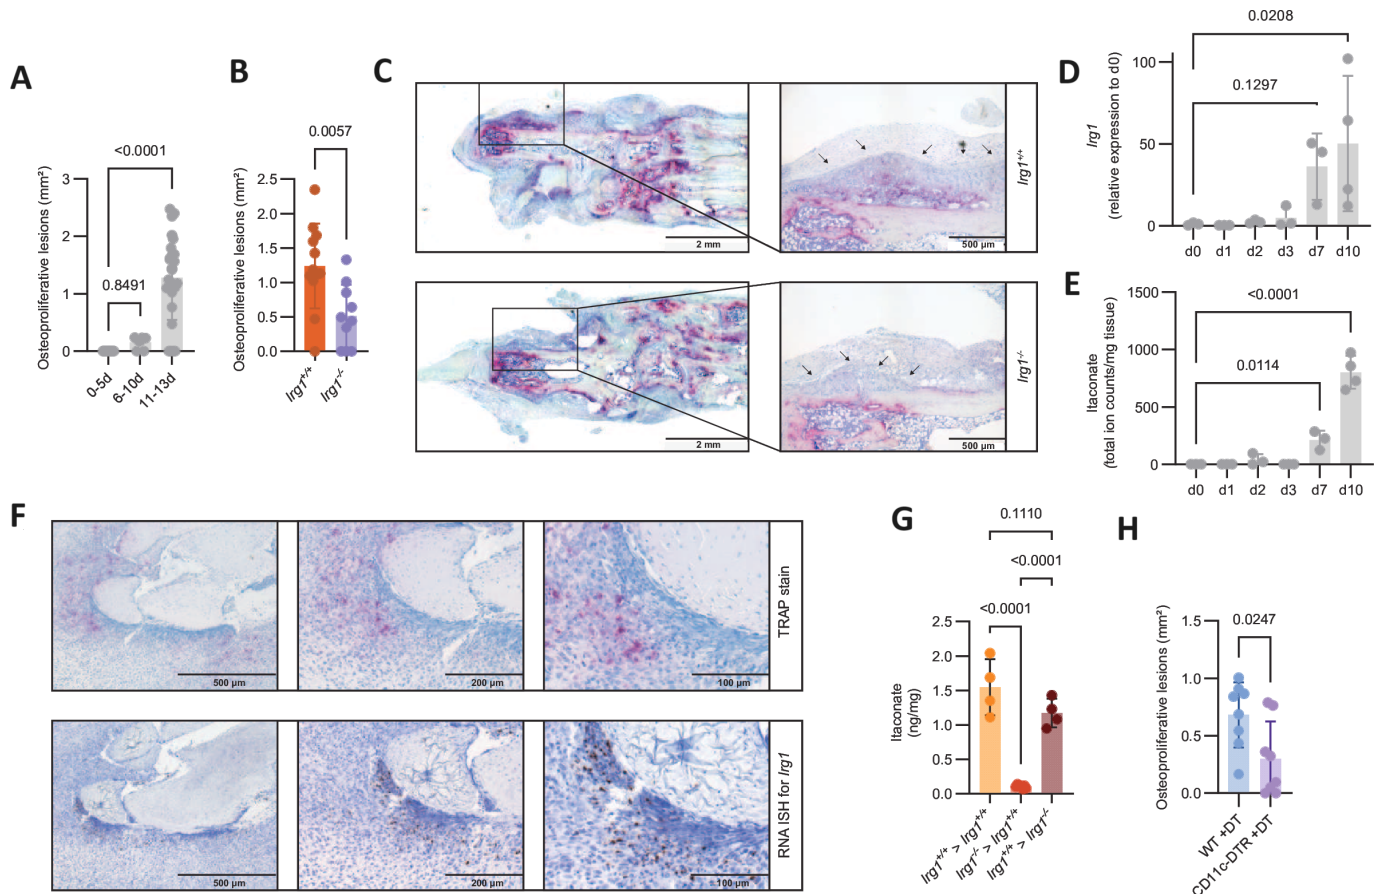 A
Osteoproliferative lesions (mm²)
<0.0001
0.8491
3
2
1
0
0-5d
6-10d
11-13d
B
Osteoproliferative lesions (mm²)
0.0057
2.5
2.0
1.5
1.0
0.5
0.0
Irg1+/+
Irg1-/-
C
2 mm
500 µm
Irg1+/+
2 mm
500 µm
Irg1-/-
D
Irg1
(relative expression to d0)
0.0208
0.1297
100
50
0
d0 d1 d2 d3 d7 d10
E
Itaconate
(total ion counts/mg tissue)
<0.0001
0.0114
1500
1000
500
0
d0 d1 d2 d3 d7 d10
F
500 µm
200 µm
100 µm
TRAP stain
500 µm
200 µm
100 µm
RNA ISH for Irg1
G
Itaconate
(ng/mg)
0.1110
<0.0001
<0.0001
2.5
2.0
1.5
1.0
0.5
0.0
Irg1+/+ > Irg1+/+
Irg1-/- > Irg1+/+
Irg1+/+ > Irg1-/-
H
Osteoproliferative lesions (mm²)
0.0247
1.5
1.0
0.5
0.0
WT +DT
CD11c-DTR +DT